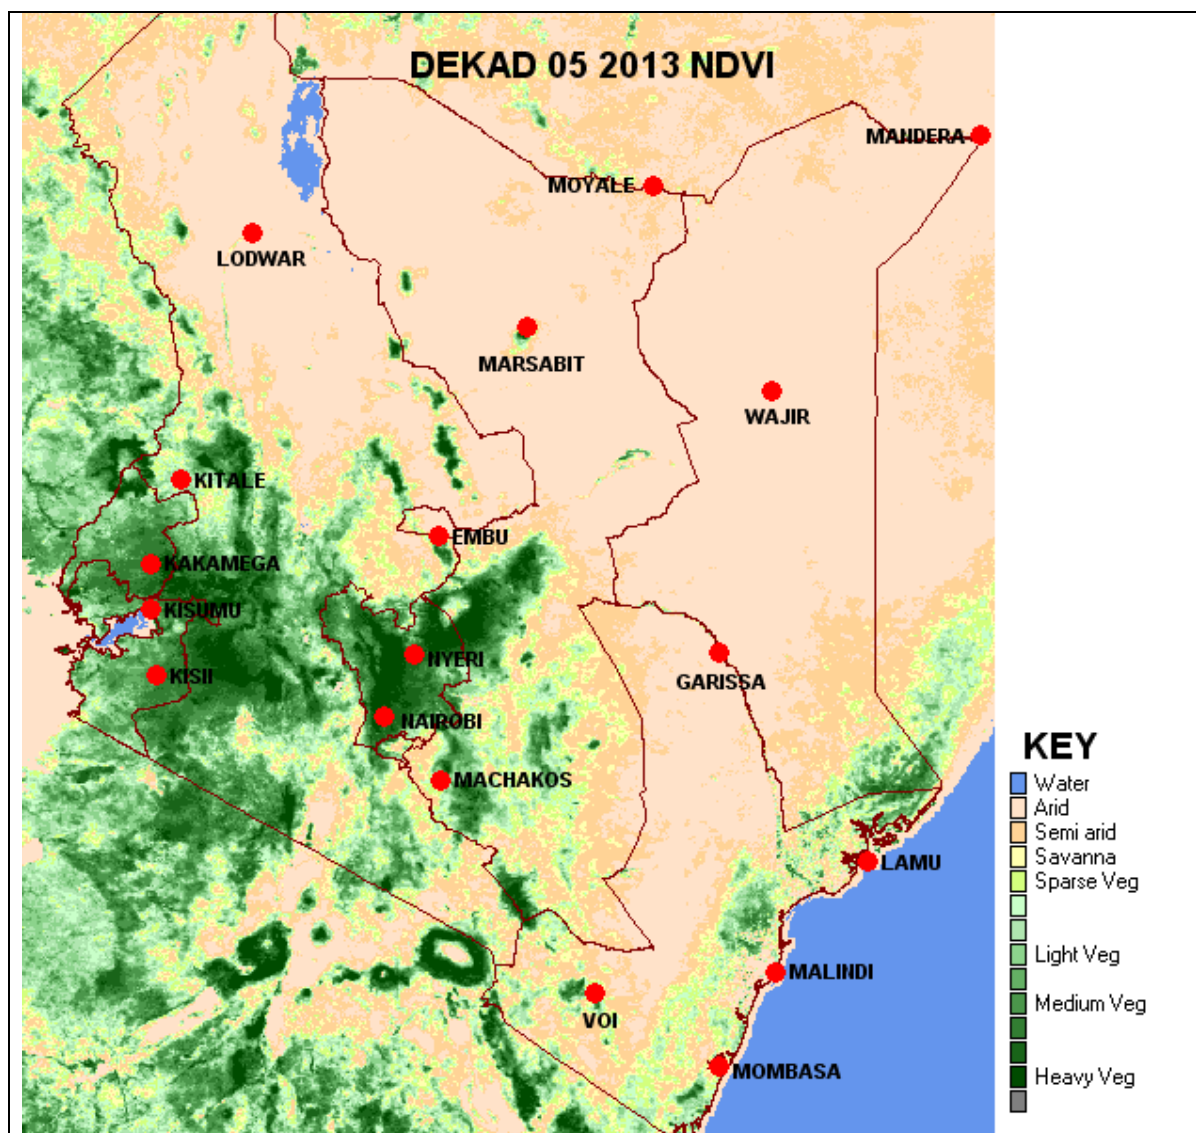 DEKAD 05 2013 NDVI
MANDERA
MOYALE
LODWAR
MARSABIT
WAJIR
KITALE
EMBU
KAKAMEGA
KISUMU
NYERI
KISII
GARISSA
NAIROBI
MACHAKOS
LAMU
MALINDI
VOI
MOMBASA
KEY
Water
Arid
Semi arid
Savanna
Sparse Veg
Light Veg
Medium Veg
Heavy Veg